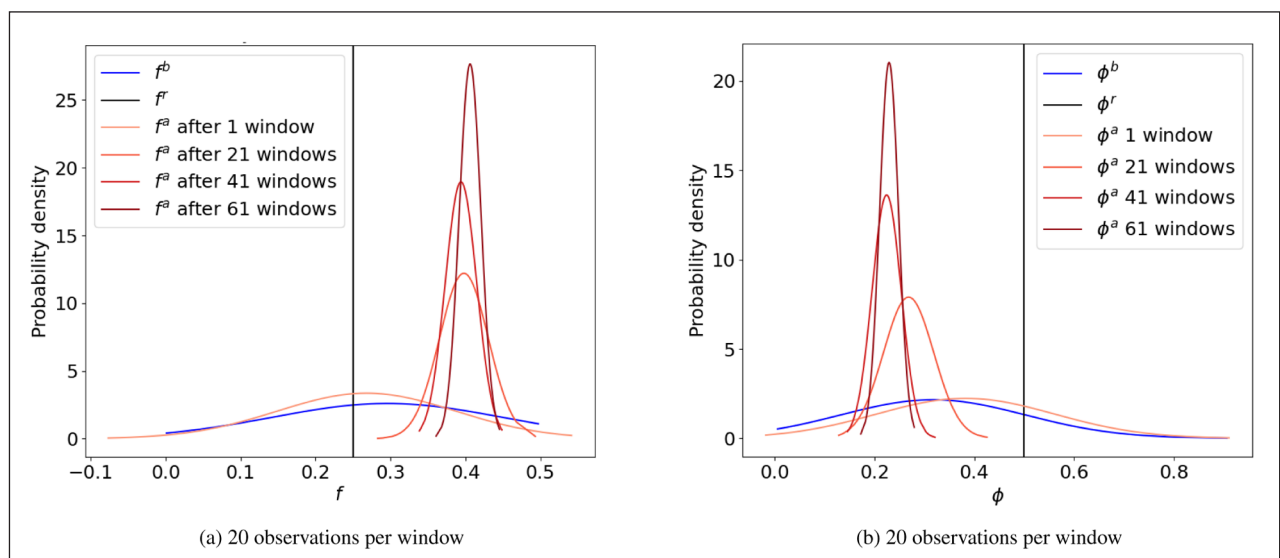 f^b
f^r
f^a after 1 window
f^a after 21 windows
f^a after 41 windows
f^a after 61 windows
Probability density
25
20
15
10
5
0
−0.1 0.0 0.1 0.2 0.3 0.4 0.5
f
(a) 20 observations per window
ϕ^b
ϕ^r
ϕ^a 1 window
ϕ^a 21 windows
ϕ^a 41 windows
ϕ^a 61 windows
Probability density
20
15
10
5
0
0.0 0.2 0.4 0.6 0.8
ϕ
(b) 20 observations per window